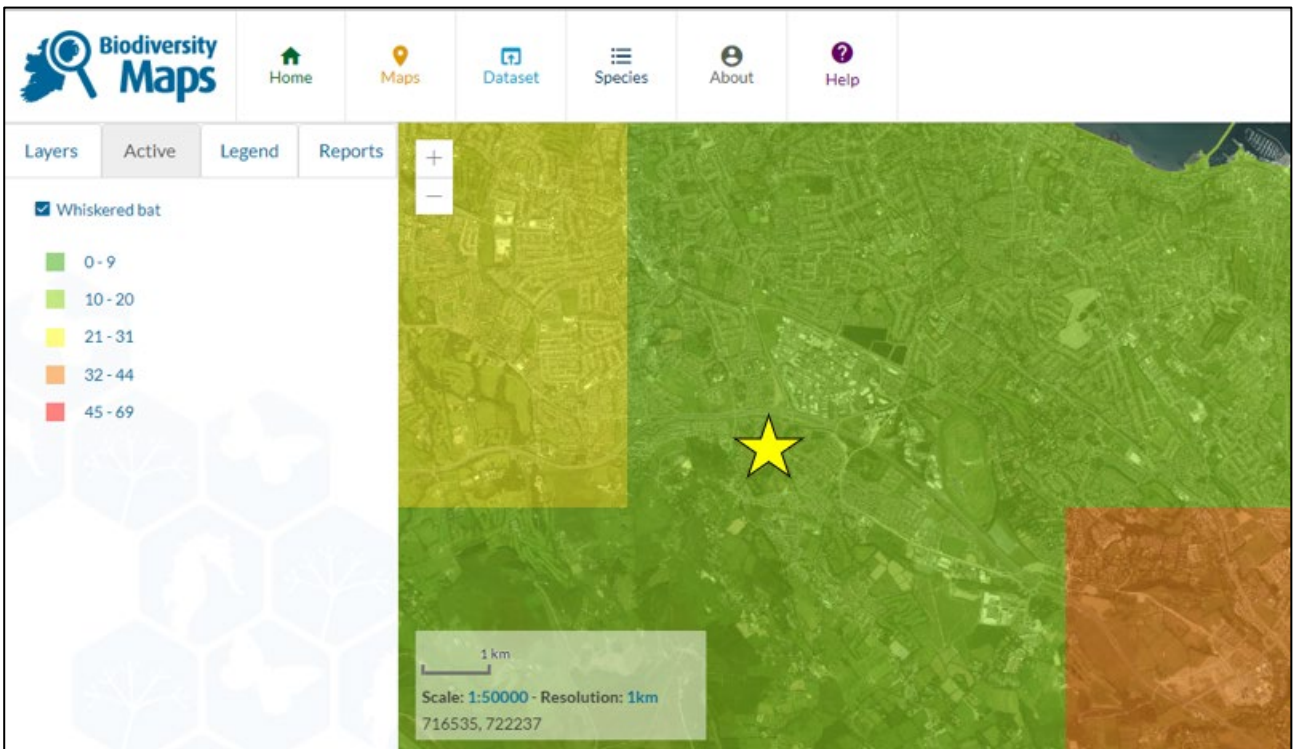 Biodiversity
Maps
Home
Maps
Dataset
Species
About
Help
Layers
Active
Legend
Reports
Whiskered bat
0 - 9
10 - 20
21 - 31
32 - 44
45 - 69
+
−
1 km
Scale: 1:50000 - Resolution: 1km
716535, 722237